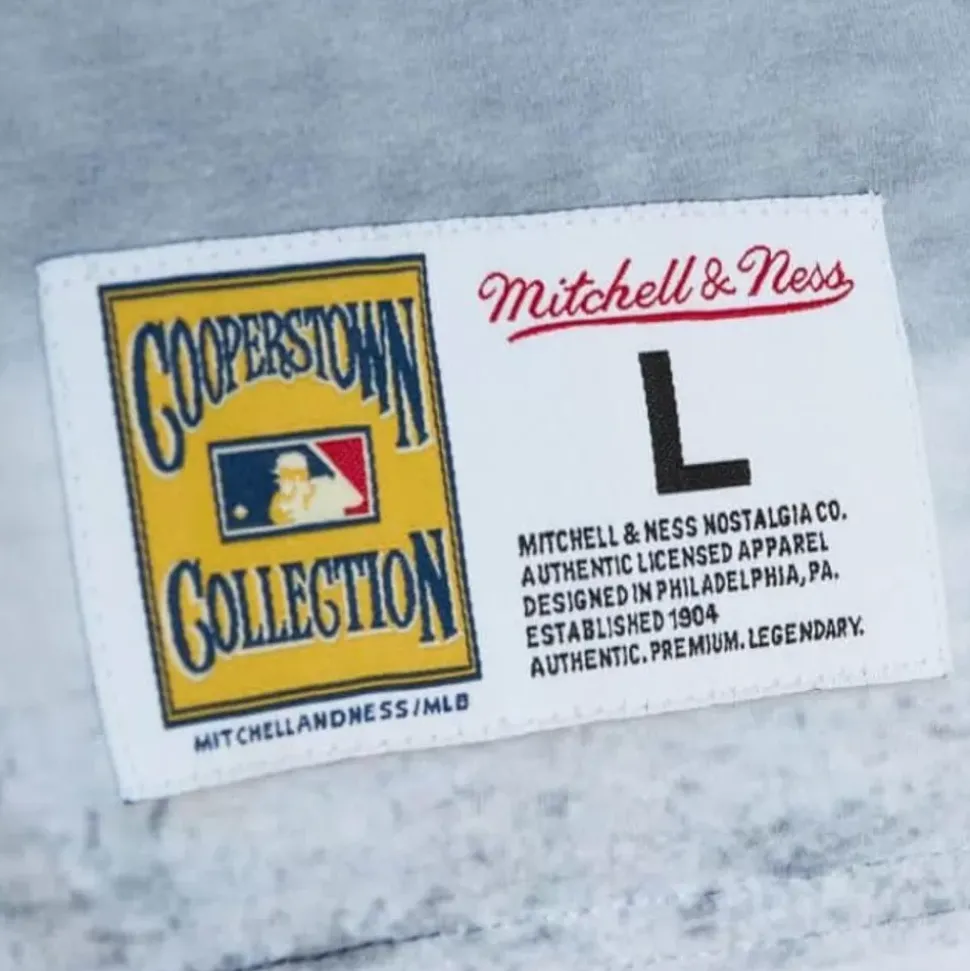 COOPERSTOWN
COLLECTION
MITCHELLANDNESS/MLB
Mitchell & Ness
L
MITCHELL & NESS NOSTALGIA CO.
AUTHENTIC LICENSED APPAREL
DESIGNED IN PHILADELPHIA, PA.
ESTABLISHED 1904
AUTHENTIC. PREMIUM. LEGENDARY.